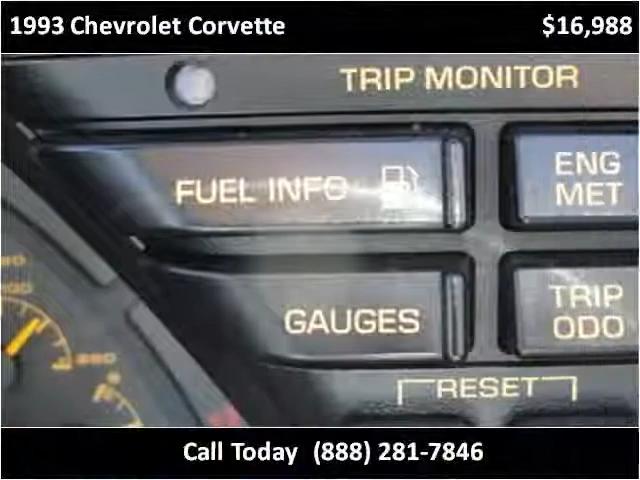 1993 Chevrolet Corvette $16,988
TRIP MONITOR
FUEL INFO
ENG
MET
GAUGES
TRIP
ODO
RESET
Call Today (888) 281-7846